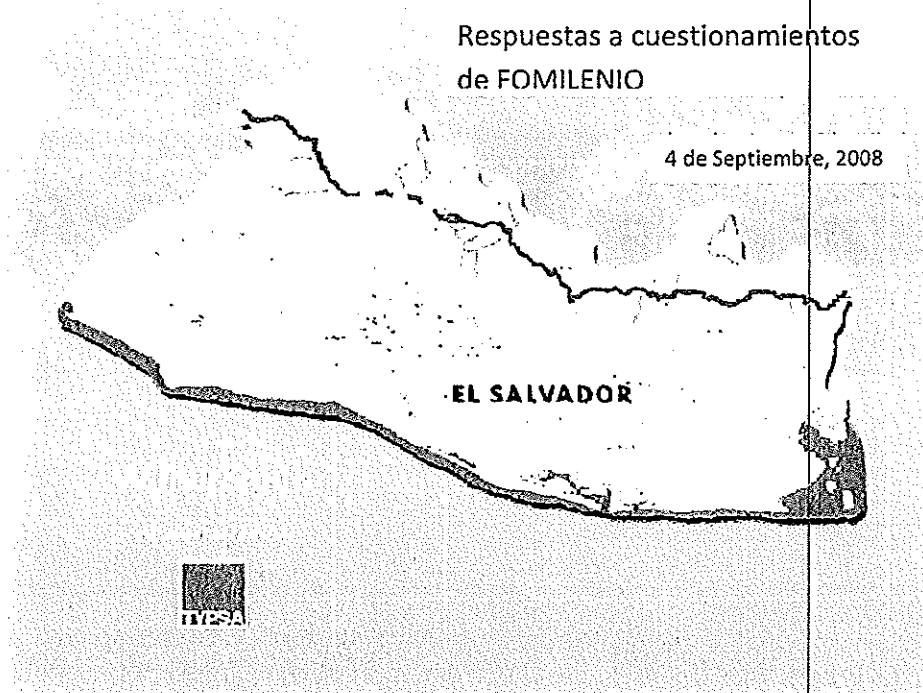 Respuestas a cuestionamientos
de FOMILENIO
4 de Septiembre, 2008
EL SALVADOR
TYPSA